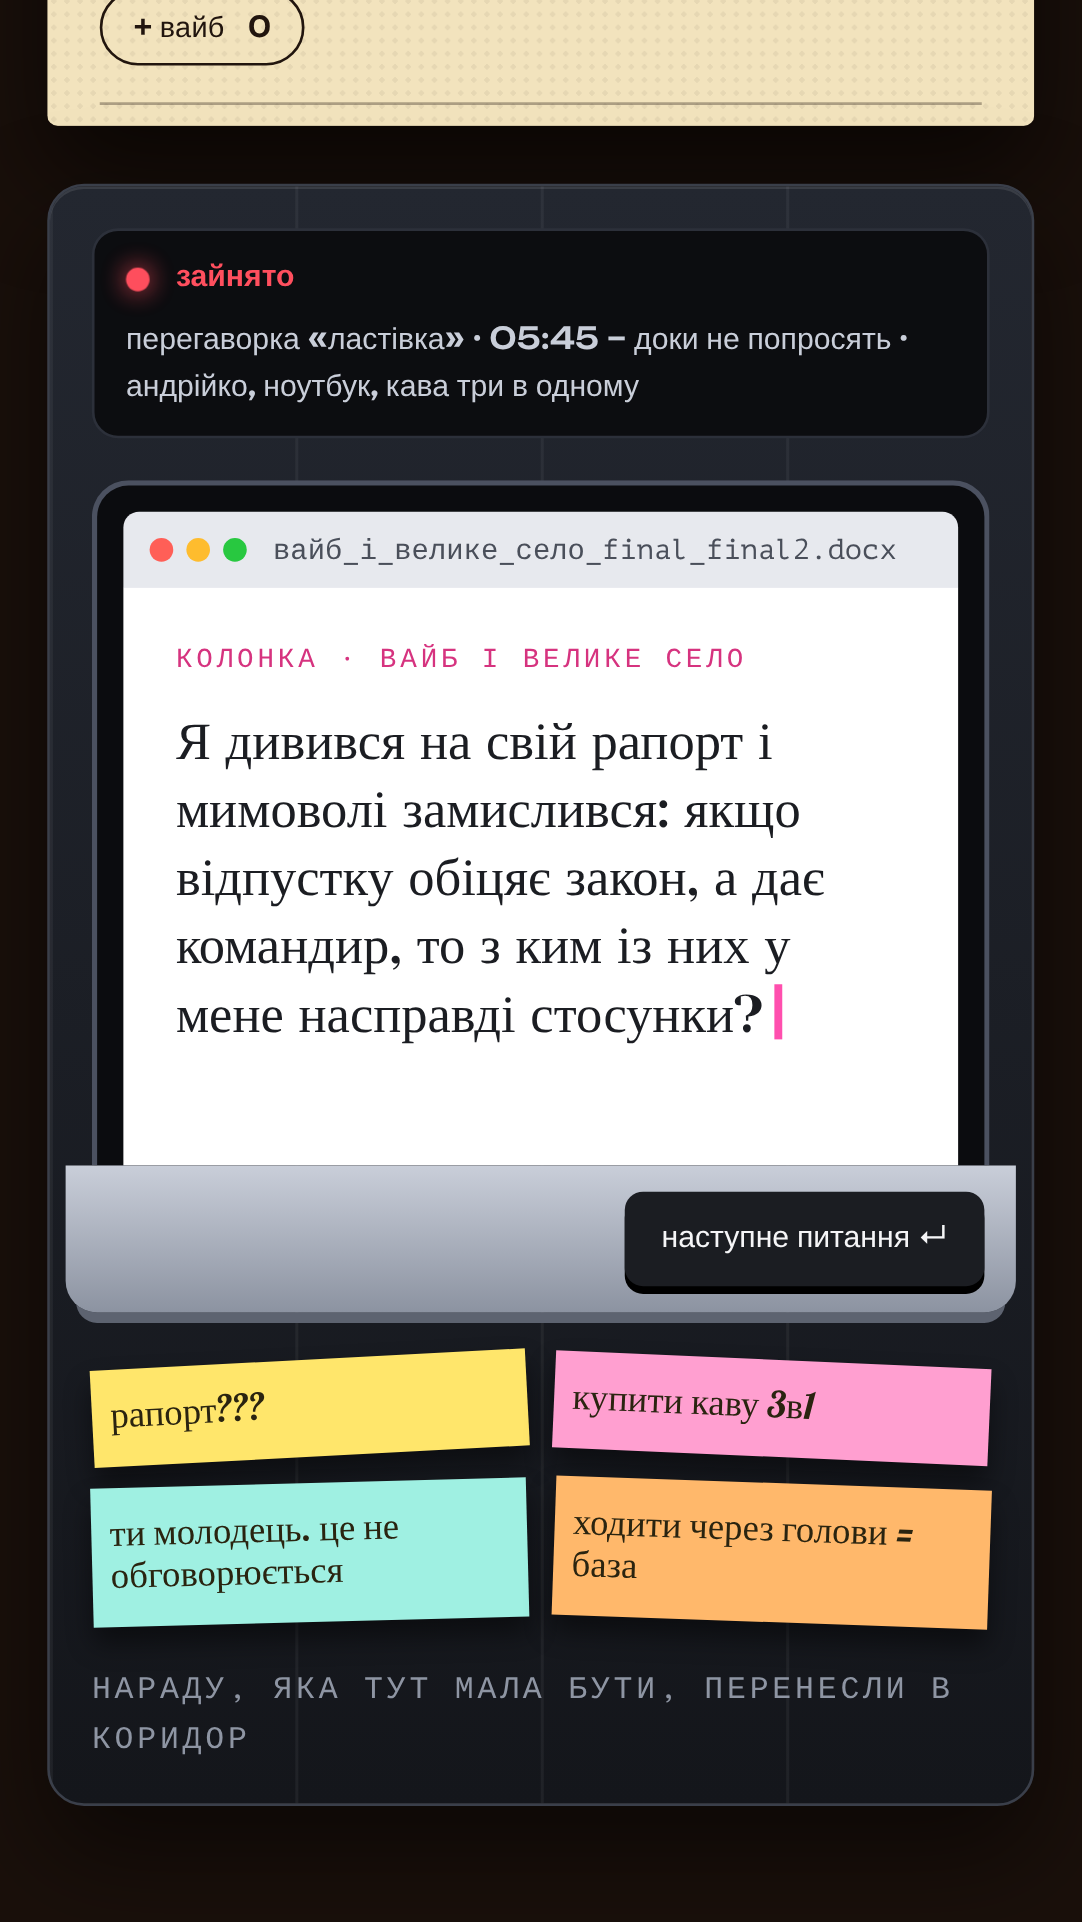 + вайб 0
зайнято
перегаворка «ластівка» · 05:45 – доки не попросять ·
андрійко, ноутбук, кава три в одному
вайб_і_велике_село_final_final2.docx
КОЛОНКА · ВАЙБ І ВЕЛИКЕ СЕЛО
Я дивився на свій рапорт і
мимоволі замислився: якщо
відпустку обіцяє закон, а дає
командир, то з ким із них у
мене насправді стосунки?
наступне питання ↵
рапорт???
купити каву 3в1
ти молодець. це не
обговорюється
ходити через голови =
база
НАРАДУ, ЯКА ТУТ МАЛА БУТИ, ПЕРЕНЕСЛИ В
КОРИДОР